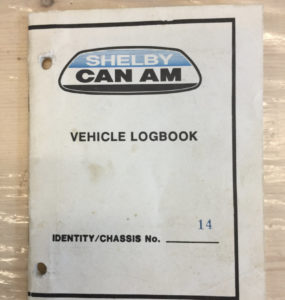 SHELBY
CAN AM
VEHICLE LOGBOOK
14
IDENTITY/CHASSIS No.